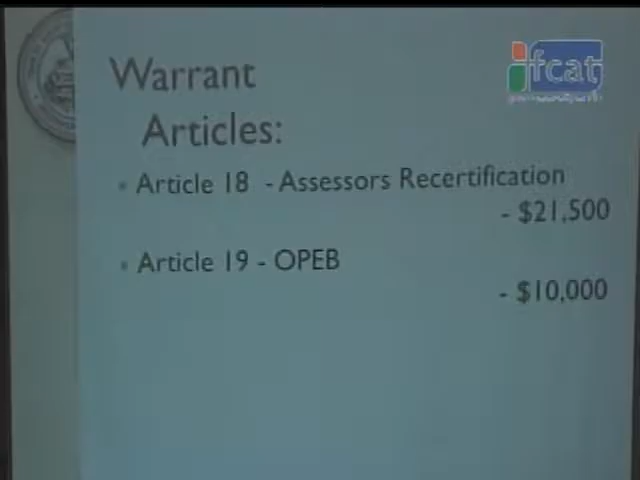 Warrant
Articles:
fcat
• Article 18 - Assessors Recertification
- $21,500
• Article 19 - OPEB
- $10,000